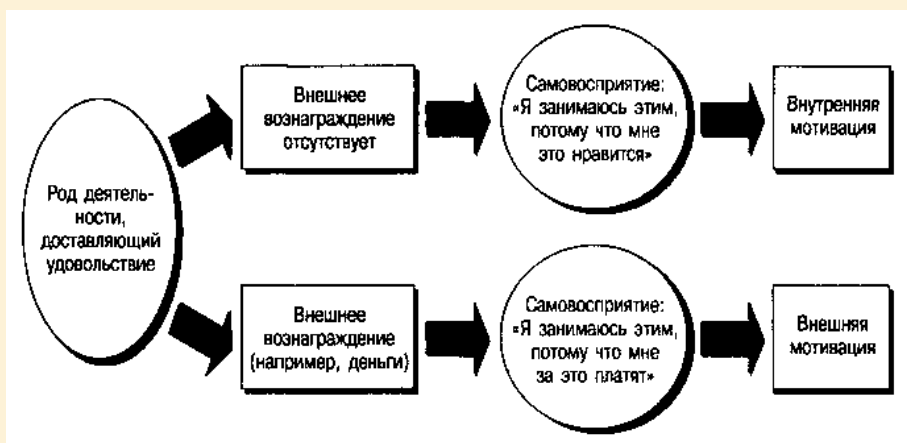 Род деятель-
ности,
доставляющий
удовольствие
Внешнее
вознаграждение
отсутствует
Самовосприятие:
«Я занимаюсь этим,
потому что мне
это нравится»
Внутренняя
мотивация
Внешнее
вознаграждение
(например, деньги)
Самовосприятие:
«Я занимаюсь этим,
потому что мне
за это платят»
Внешняя
мотивация